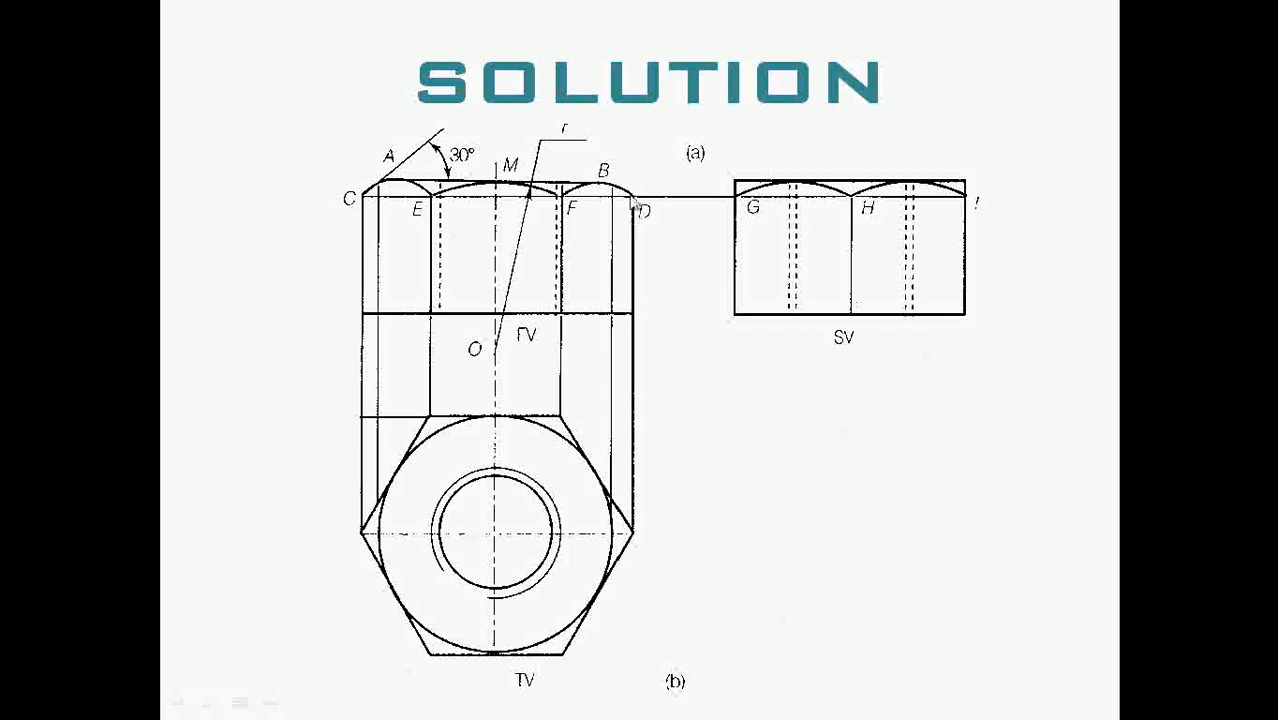 SOLUTION
r
A 30° M B (a)
C E F D G H I
O FV SV
TV (b)